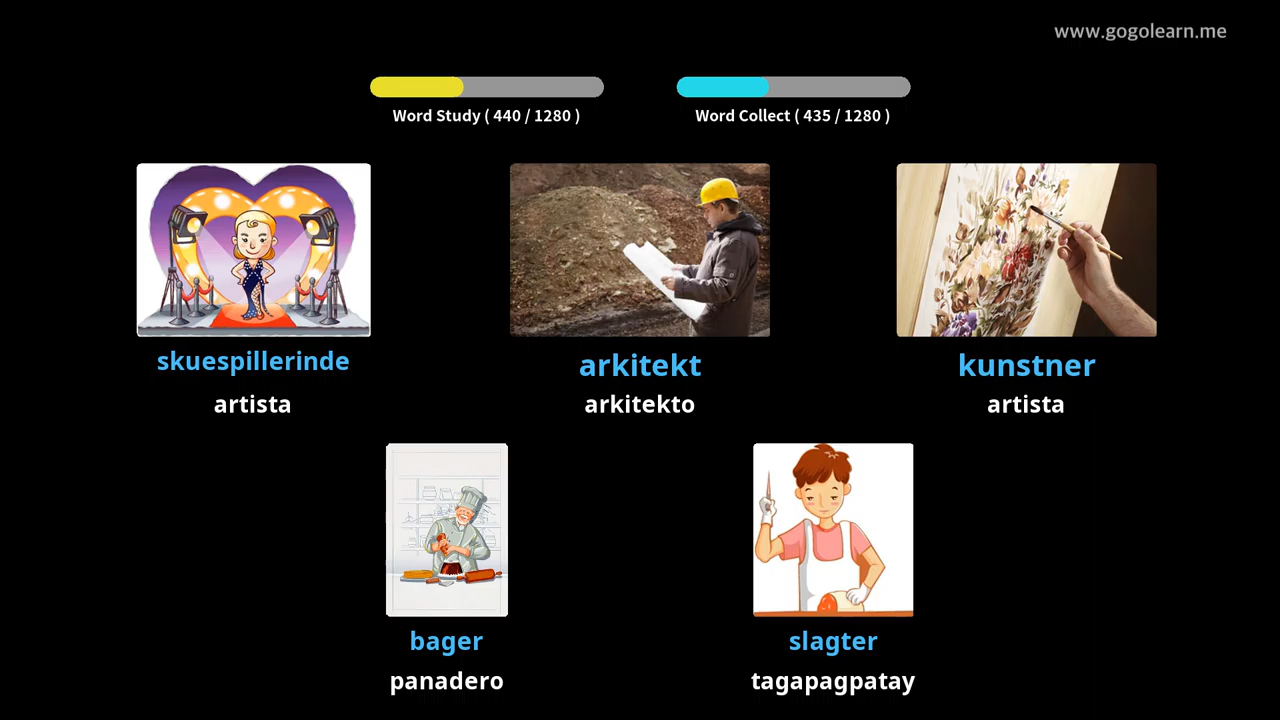 www.gogolearn.me
Word Study ( 440 / 1280 )
Word Collect ( 435 / 1280 )
skuespillerinde
artista
arkitekt
arkitekto
kunstner
artista
bager
panadero
slagter
tagapagpatay